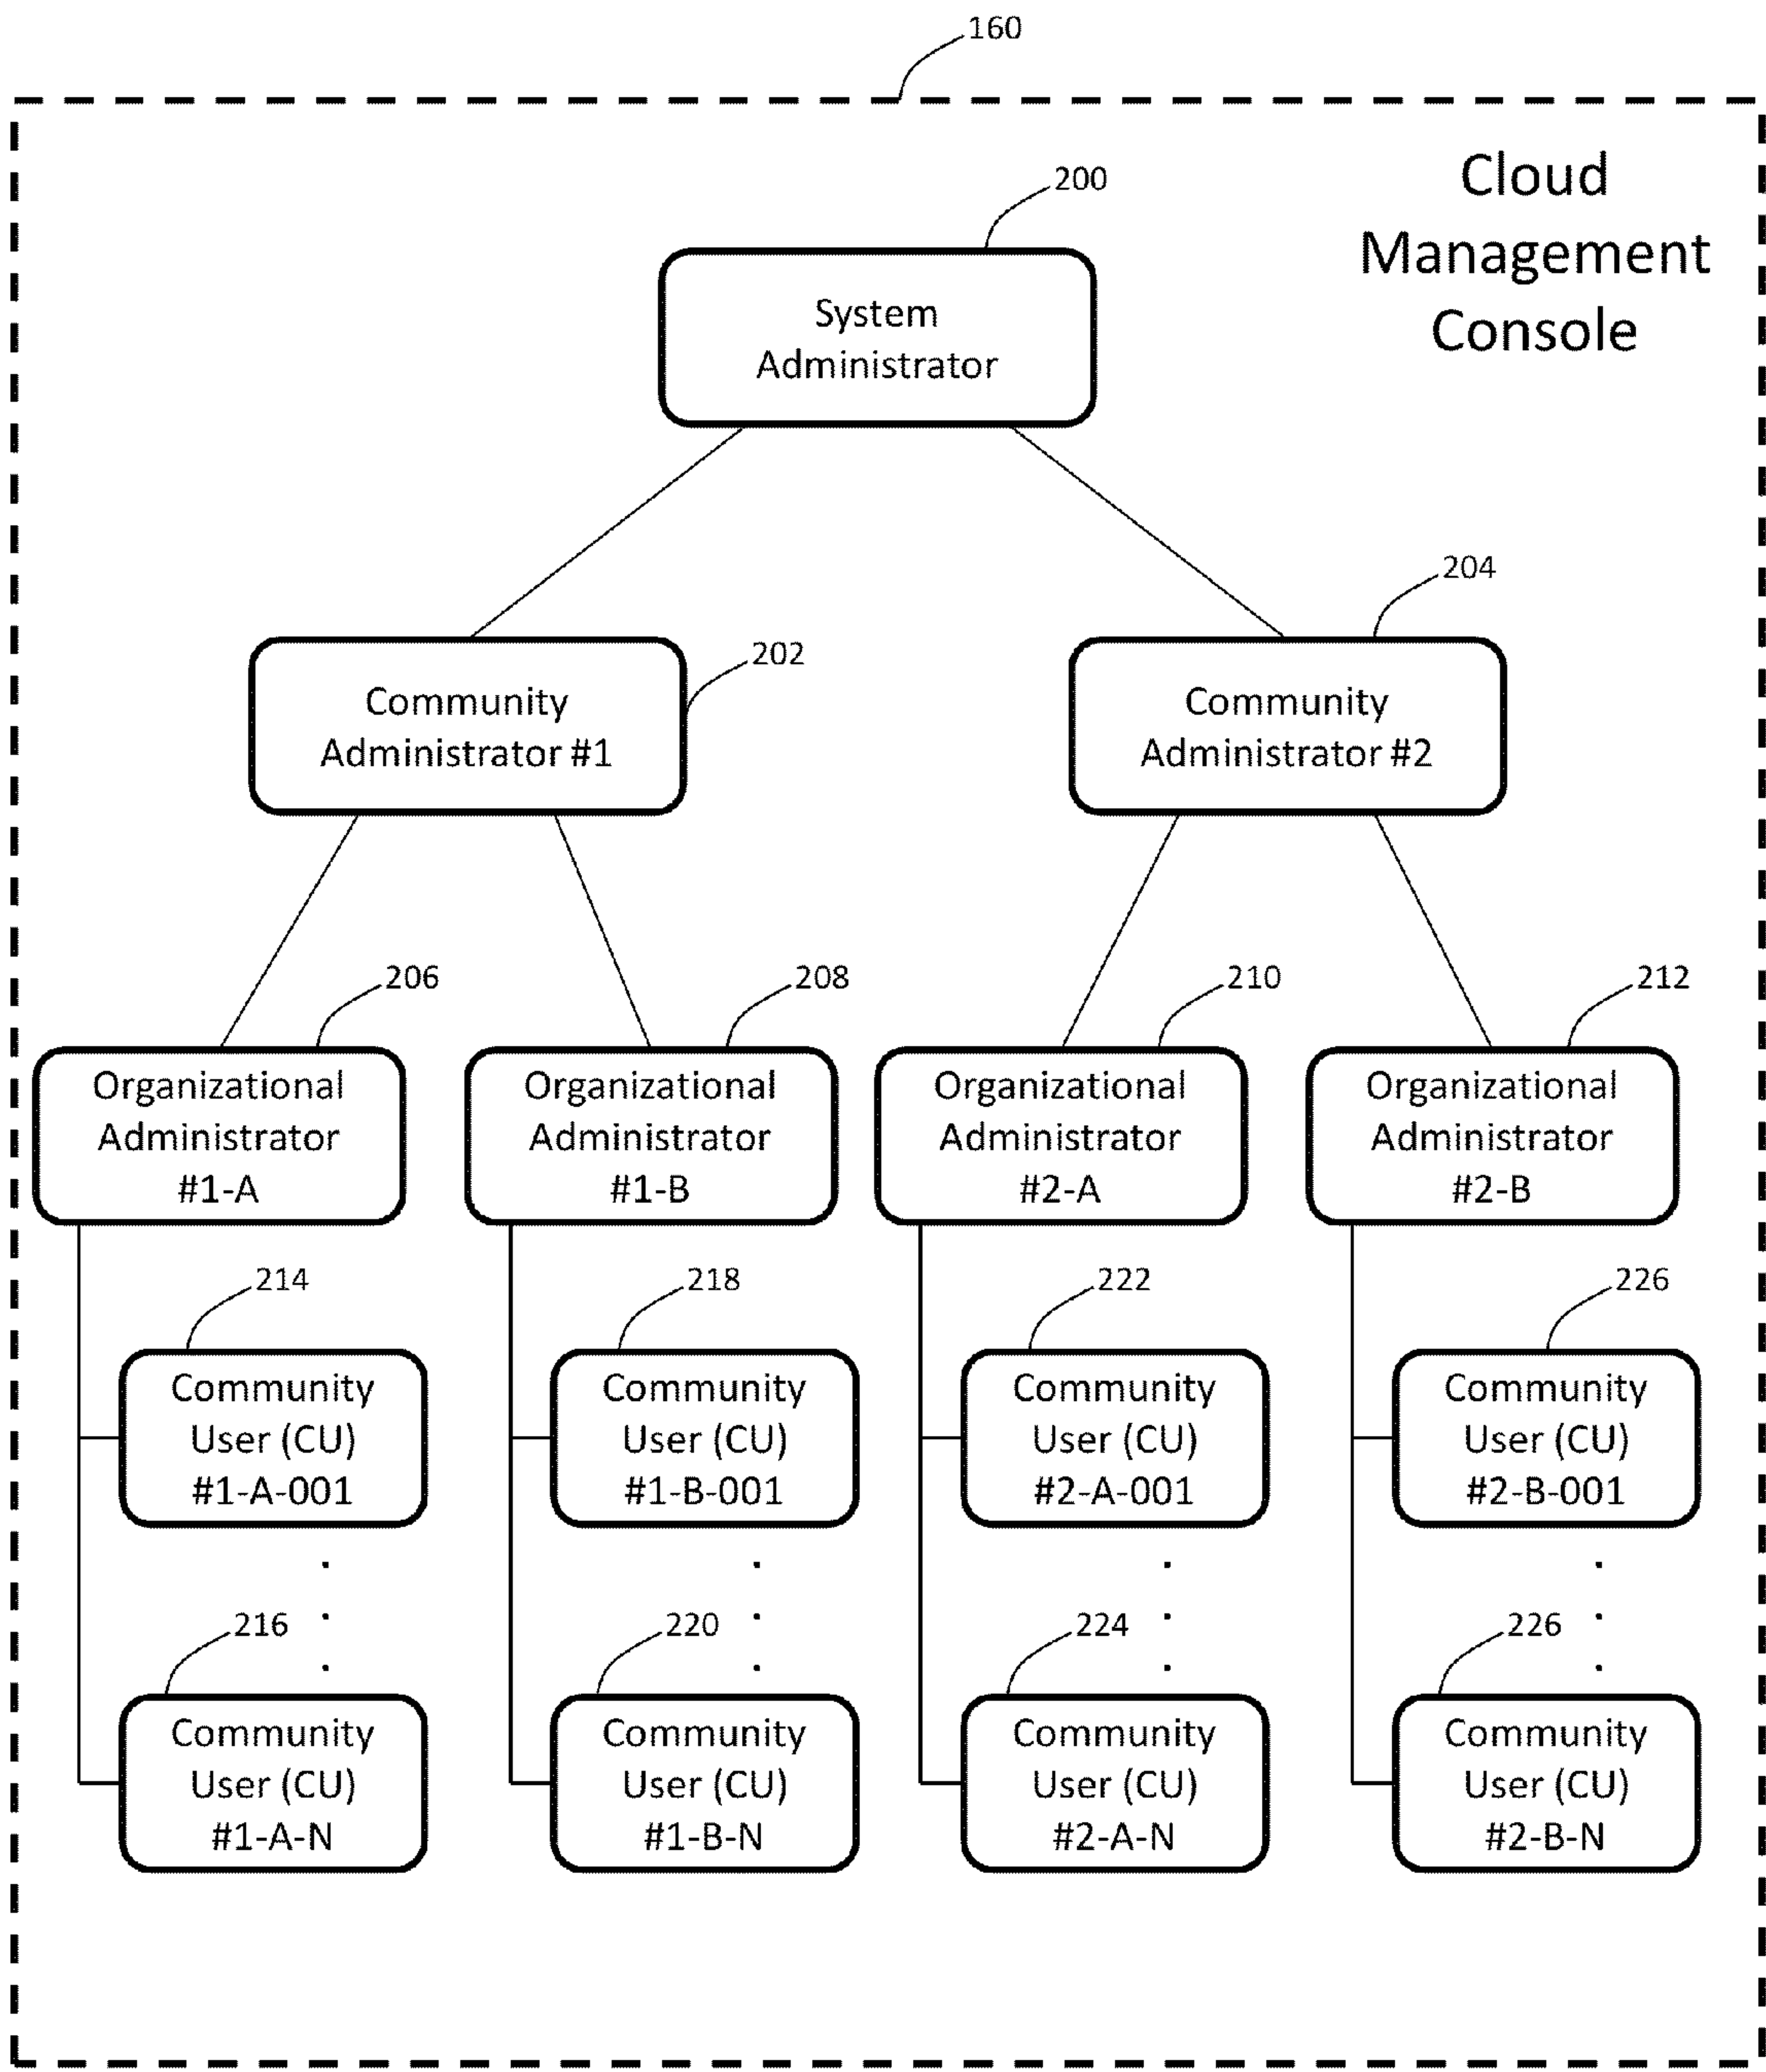 160
Cloud
Management
Console
200
System
Administrator
204
202
Community
Administrator #1
Community
Administrator #2
206
208
210
212
Organizational
Administrator
#1-A
Organizational
Administrator
#1-B
Organizational
Administrator
#2-A
Organizational
Administrator
#2-B
214
218
222
226
Community
User (CU)
#1-A-001
Community
User (CU)
#1-B-001
Community
User (CU)
#2-A-001
Community
User (CU)
#2-B-001
216
220
224
226
Community
User (CU)
#1-A-N
Community
User (CU)
#1-B-N
Community
User (CU)
#2-A-N
Community
User (CU)
#2-B-N